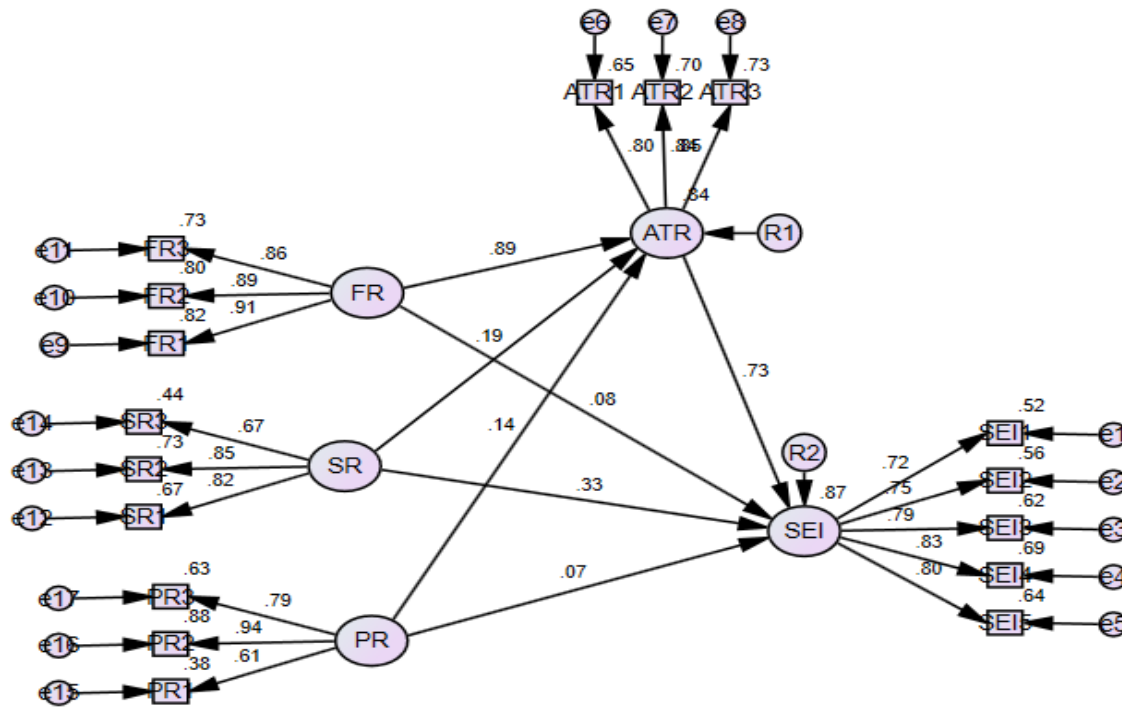 e6 e7 e8
.65 .70 .73
ATR1 ATR2 ATR3
.80 .84 .85
.84
ATR R1
.73
e11 FR3
.86
.80
.89
e10 FR2
.89
FR
.91
.82
e9 FR1
.19
.73
.08
.44
e14 SR3
.67
.14
.73
e13 SR2
.85
SR
.82
.67
e12 SR1
.33
R2
.87
SEI
.52
SEI1 e1
.72
.56
.75
SEI2 e2
.62
.79
SEI3 e3
.69
.83
SEI4 e4
.64
.80
SEI5 e5
.07
.63
e17 PR3
.79
.88
e16 PR2
.94
PR
.61
.38
e15 PR1